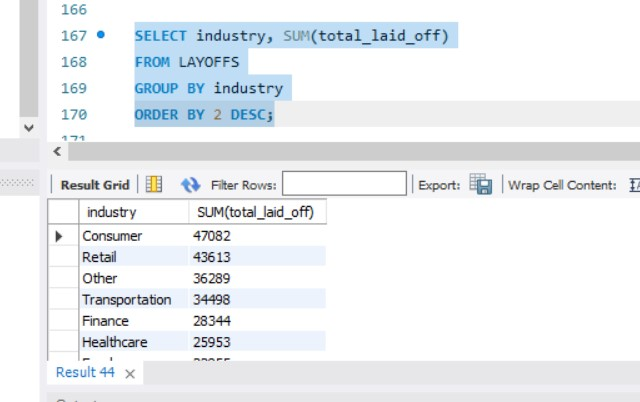 166
167 SELECT industry, SUM(total_laid_off)
168 FROM LAYOFFS
169 GROUP BY industry
170 ORDER BY 2 DESC;
171
Result Grid Filter Rows: Export: Wrap Cell Content:
industry SUM(total_laid_off)
Consumer 47082
Retail 43613
Other 36289
Transportation 34498
Finance 28344
Healthcare 25953
Result 44 ×